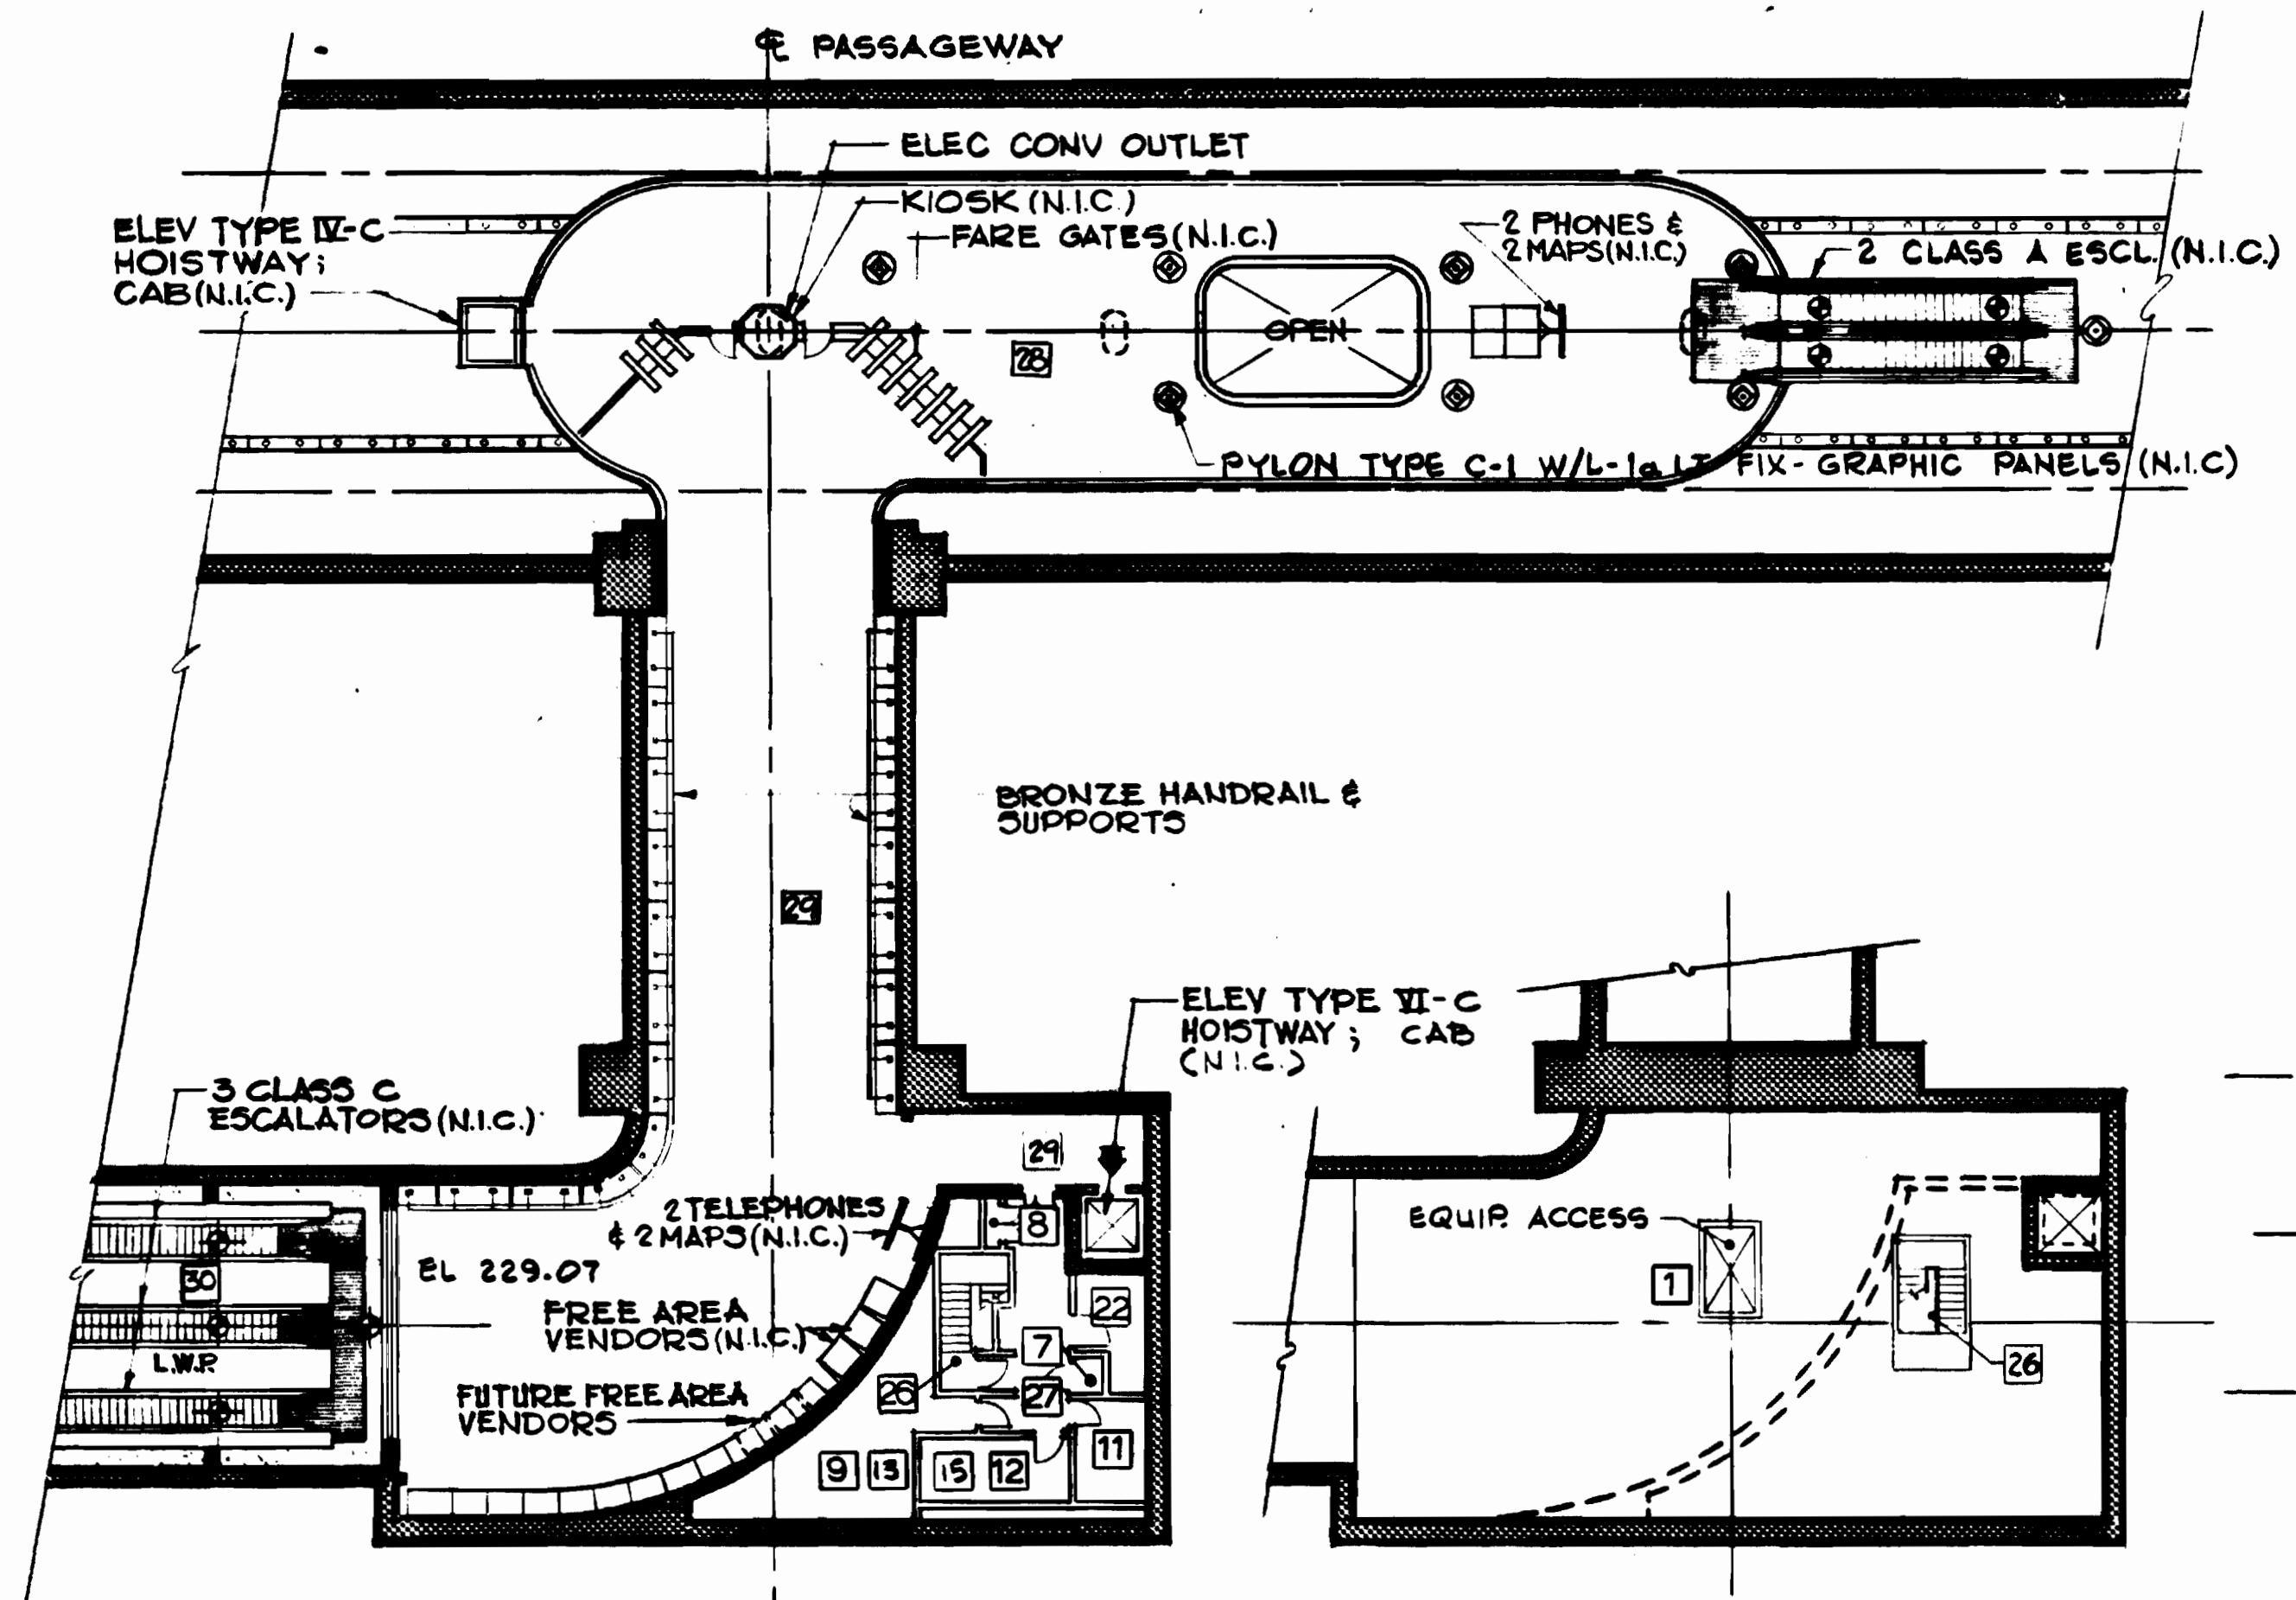 ℄ PASSAGEWAY
ELEC CONV OUTLET
KIOSK (N.I.C.)
FARE GATES (N.I.C.)
ELEV TYPE IV-C
HOISTWAY;
CAB (N.I.C.)
2 PHONES &
2 MAPS (N.I.C.)
2 CLASS A ESCL. (N.I.C.)
OPEN
28
PYLON TYPE C-1 W/L-1a LT FIX-GRAPHIC PANELS (N.I.C)
BRONZE HANDRAIL &
SUPPORTS
29
ELEV TYPE VI-C
HOISTWAY; CAB
(N.I.C.)
3 CLASS C
ESCALATORS (N.I.C.)
29
2 TELEPHONES
& 2 MAPS (N.I.C.)
8
EL 229.07
30
FREE AREA
VENDORS (N.I.C.)
22
7
L.W.P.
FUTURE FREE AREA
VENDORS
26
27
9
13
15
12
11
EQUIP. ACCESS
1
26